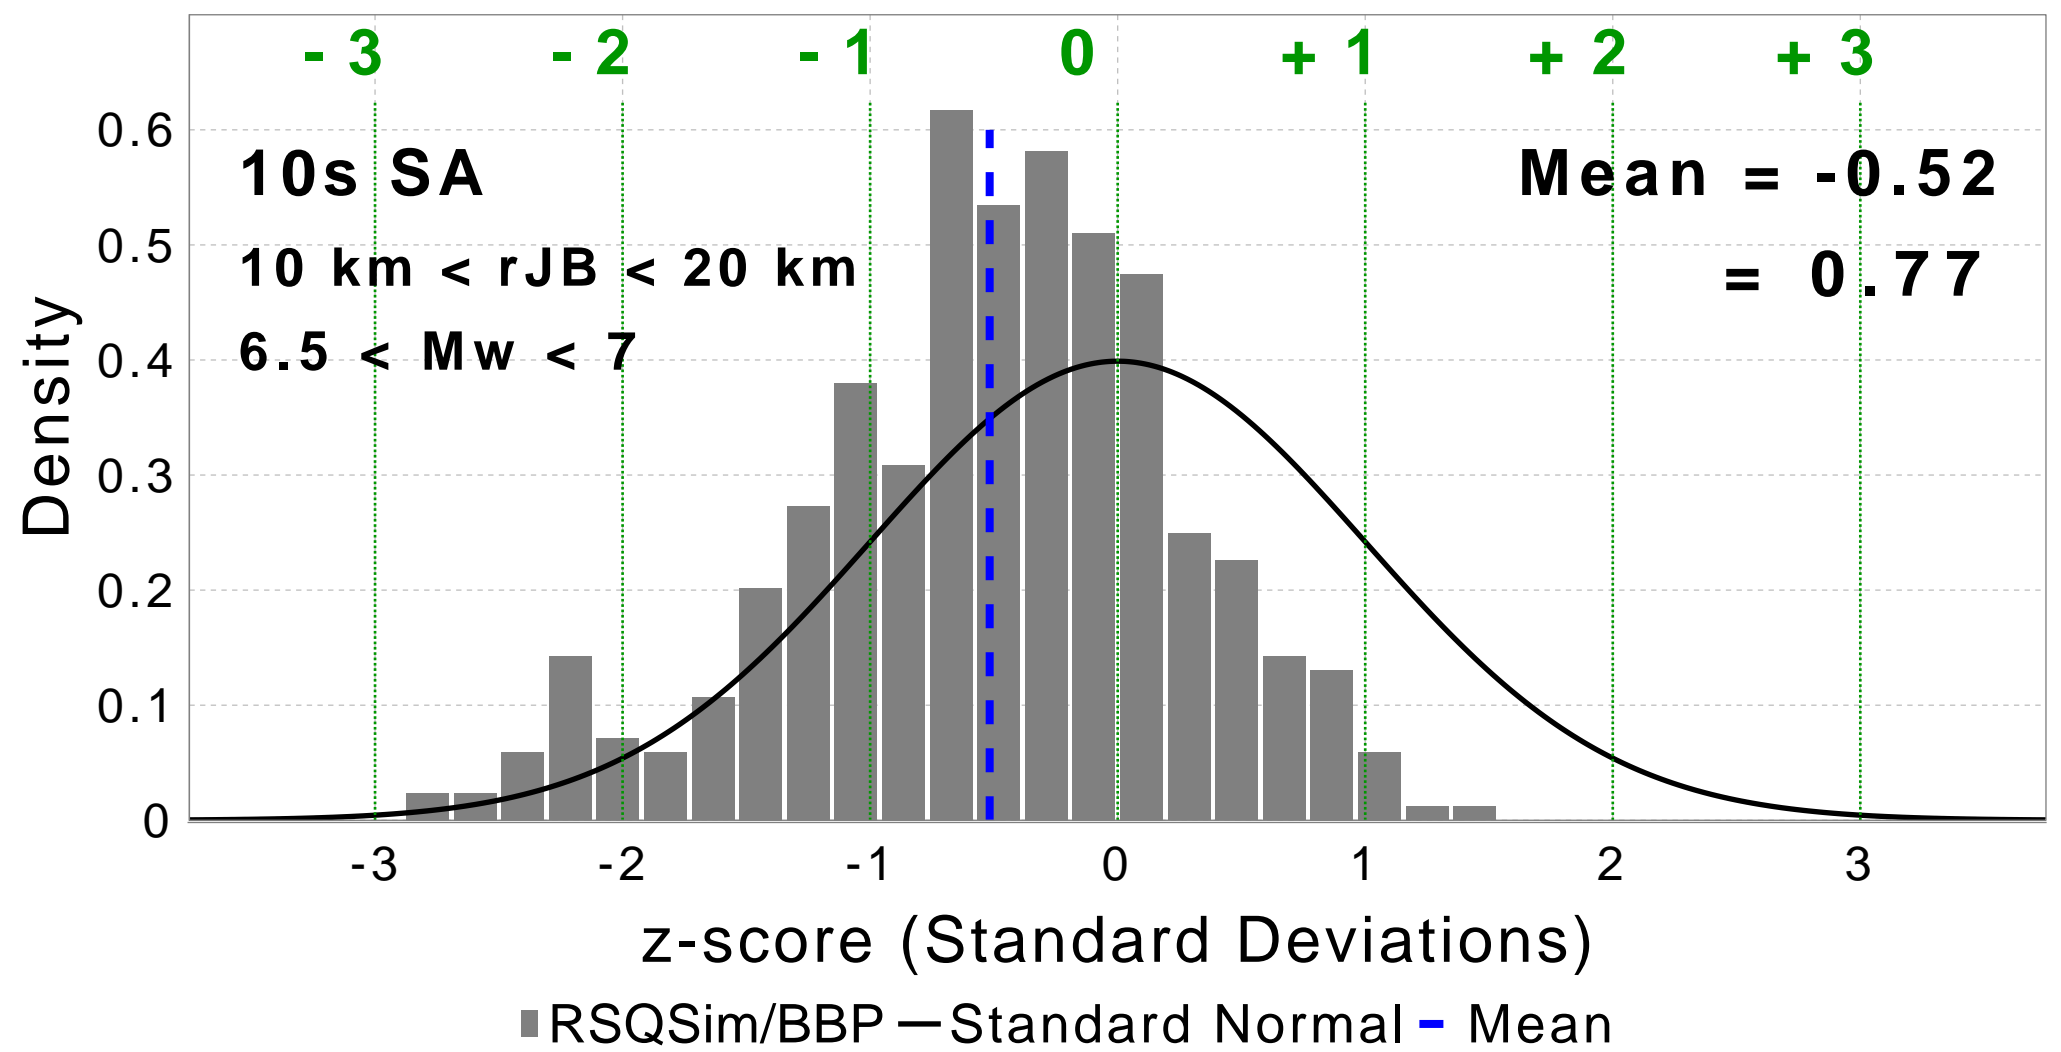 - 3 - 2 - 1 0 + 1 + 2 + 3
10s SA
Mean = -0.52
10 km < rJB < 20 km
= 0.77
6.5 < Mw < 7
Density
0.6
0.5
0.4
0.3
0.2
0.1
0
-3 -2 -1 0 1 2 3
z-score (Standard Deviations)
RSQSim/BBP Standard Normal Mean